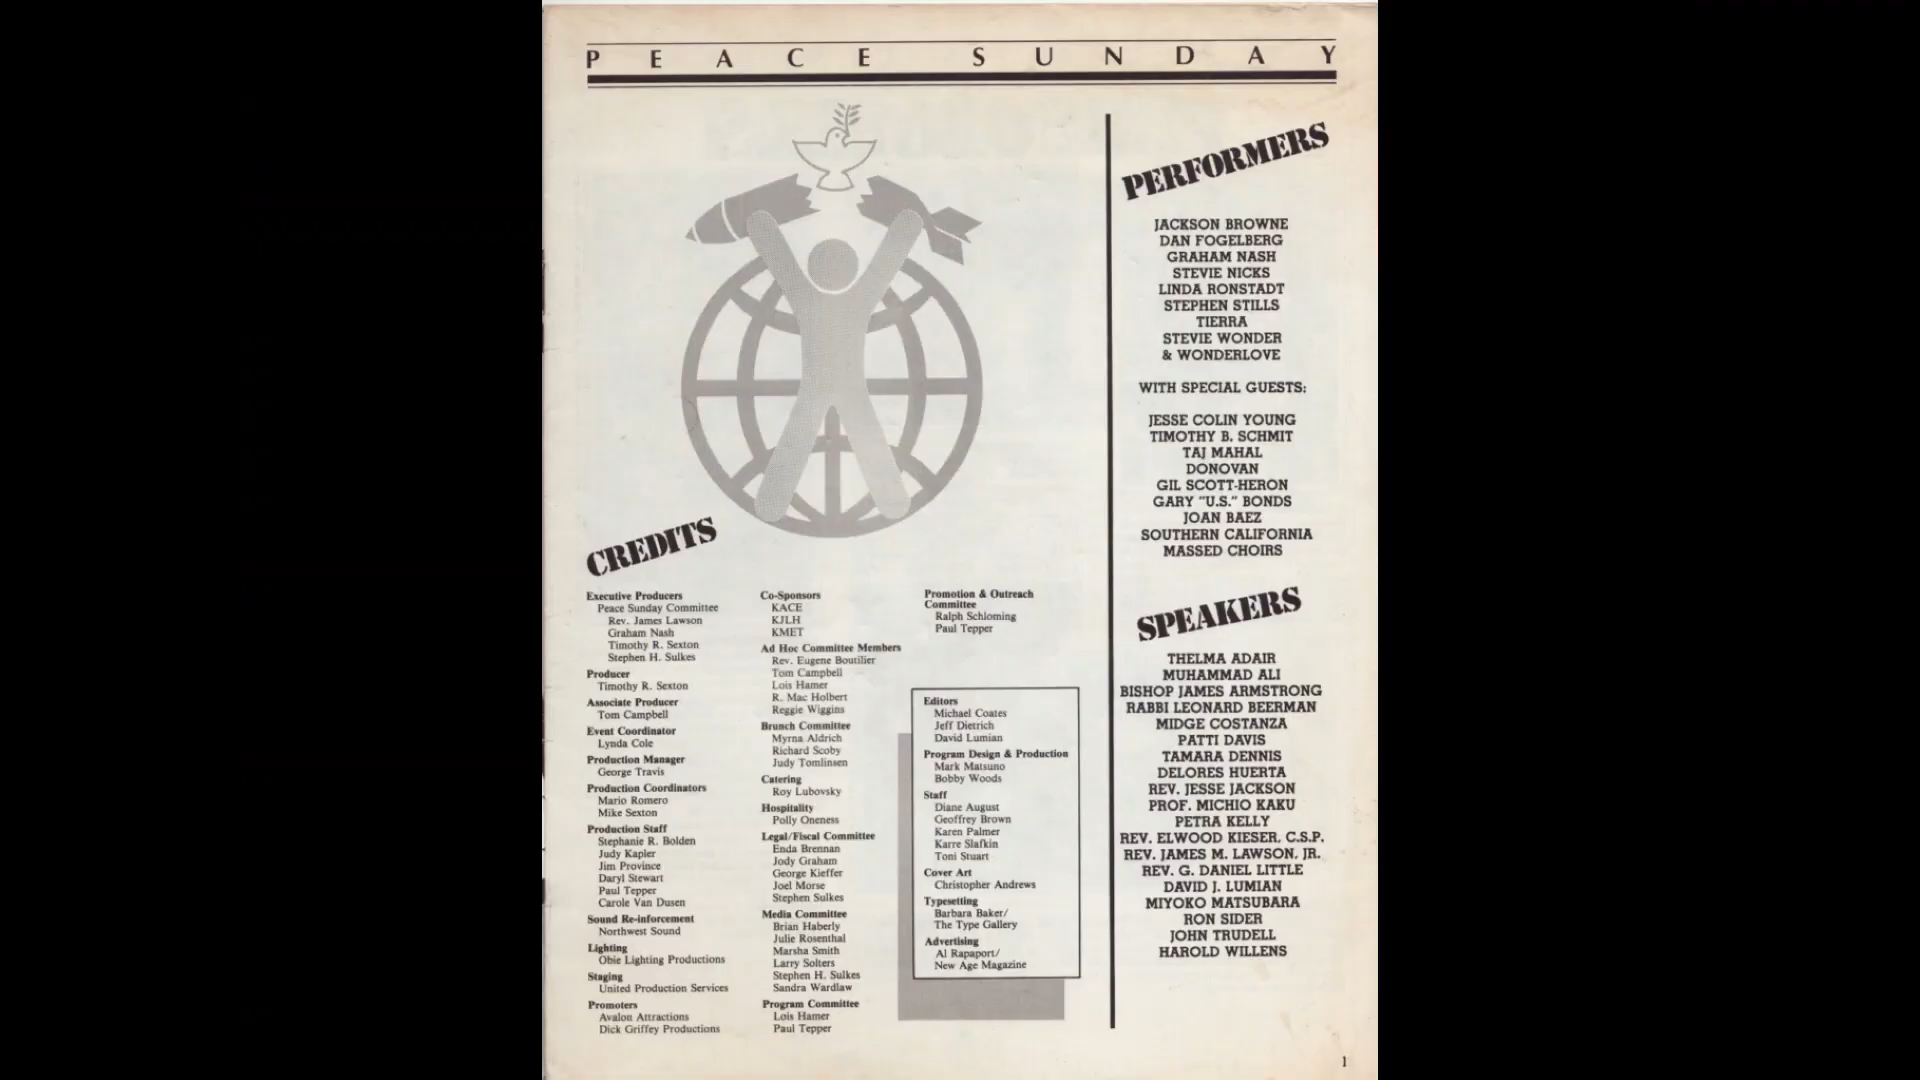 PEACE SUNDAY
CREDITS
Executive Producers
Peace Sunday Committee
Rev. James Lawson
Graham Nash
Timothy R. Sexton
Stephen H. Sulkes
Producer
Timothy R. Sexton
Associate Producer
Tom Campbell
Event Coordinator
Lynda Cole
Production Manager
George Travis
Production Coordinators
Mario Romero
Mike Sexton
Production Staff
Stephanie R. Bolden
Judy Kapler
Jim Province
Daryl Stewart
Paul Tepper
Carole Van Dusen
Sound Re-inforcement
Northwest Sound
Lighting
Obie Lighting Productions
Staging
United Production Services
Promoters
Avalon Attractions
Dick Griffey Productions
Co-Sponsors
KACE
KJLH
KMET
Ad Hoc Committee Members
Rev. Eugene Boutilier
Tom Campbell
Lois Hamer
R. Mac Holbert
Reggie Wiggins
Brunch Committee
Myrna Aldrich
Richard Scoby
Judy Tomlinsen
Catering
Roy Lubovsky
Hospitality
Polly Oneness
Legal/Fiscal Committee
Enda Brennan
Jody Graham
George Kieffer
Joel Morse
Stephen Sulkes
Media Committee
Brian Haberly
Julie Rosenthal
Marsha Smith
Larry Solters
Stephen H. Sulkes
Sandra Wardlaw
Program Committee
Lois Hamer
Paul Tepper
Promotion & Outreach
Committee
Ralph Schloming
Paul Tepper
Editors
Michael Coates
Jeff Dietrich
David Lumian
Program Design & Production
Mark Matsuno
Bobby Woods
Staff
Diane August
Geoffrey Brown
Karen Palmer
Karre Slafkin
Toni Stuart
Cover Art
Christopher Andrews
Typesetting
Barbara Baker/
The Type Gallery
Advertising
Al Rapaport/
New Age Magazine
PERFORMERS
JACKSON BROWNE
DAN FOGELBERG
GRAHAM NASH
STEVIE NICKS
LINDA RONSTADT
STEPHEN STILLS
TIERRA
STEVIE WONDER
& WONDERLOVE
WITH SPECIAL GUESTS:
JESSE COLIN YOUNG
TIMOTHY B. SCHMIT
TAJ MAHAL
DONOVAN
GIL SCOTT-HERON
GARY "U.S." BONDS
JOAN BAEZ
SOUTHERN CALIFORNIA
MASSED CHOIRS
SPEAKERS
THELMA ADAIR
MUHAMMAD ALI
BISHOP JAMES ARMSTRONG
RABBI LEONARD BEERMAN
MIDGE COSTANZA
PATTI DAVIS
TAMARA DENNIS
DELORES HUERTA
REV. JESSE JACKSON
PROF. MICHIO KAKU
PETRA KELLY
REV. ELWOOD KIESER, C.S.P.
REV. JAMES M. LAWSON, JR.
REV. G. DANIEL LITTLE
DAVID J. LUMIAN
MIYOKO MATSUBARA
RON SIDER
JOHN TRUDELL
HAROLD WILLENS
1